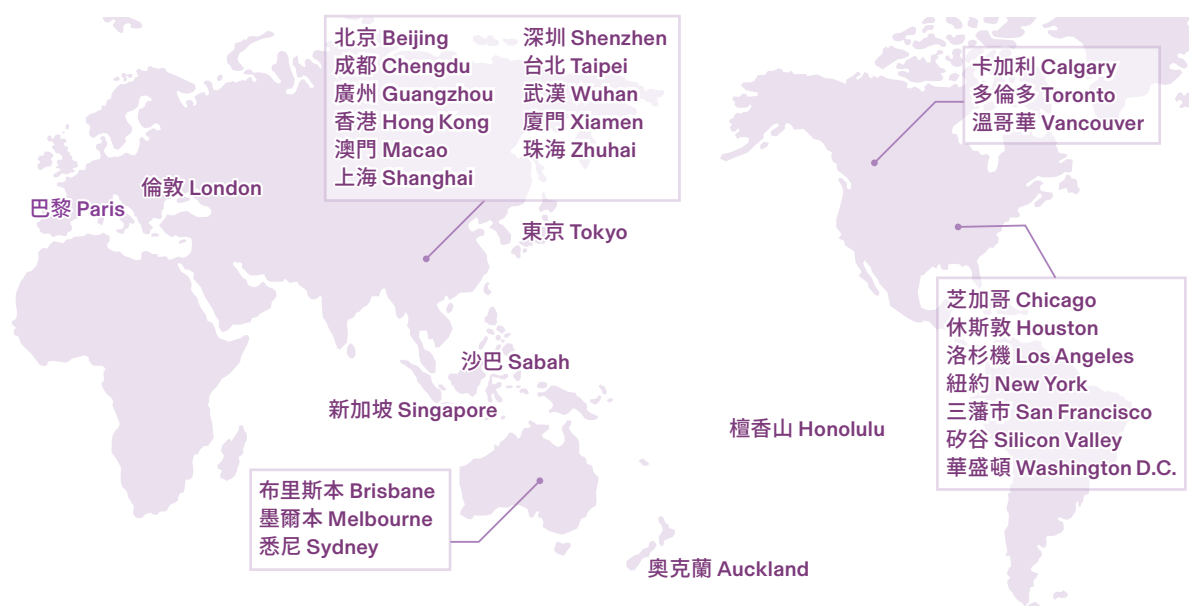 北京 Beijing
成都 Chengdu
廣州 Guangzhou
香港 Hong Kong
澳門 Macao
上海 Shanghai
深圳 Shenzhen
台北 Taipei
武漢 Wuhan
廈門 Xiamen
珠海 Zhuhai
卡加利 Calgary
多倫多 Toronto
溫哥華 Vancouver
倫敦 London
巴黎 Paris
東京 Tokyo
芝加哥 Chicago
休斯敦 Houston
洛杉機 Los Angeles
紐約 New York
三藩市 San Francisco
矽谷 Silicon Valley
華盛頓 Washington D.C.
沙巴 Sabah
新加坡 Singapore
檀香山 Honolulu
布里斯本 Brisbane
墨爾本 Melbourne
悉尼 Sydney
奧克蘭 Auckland